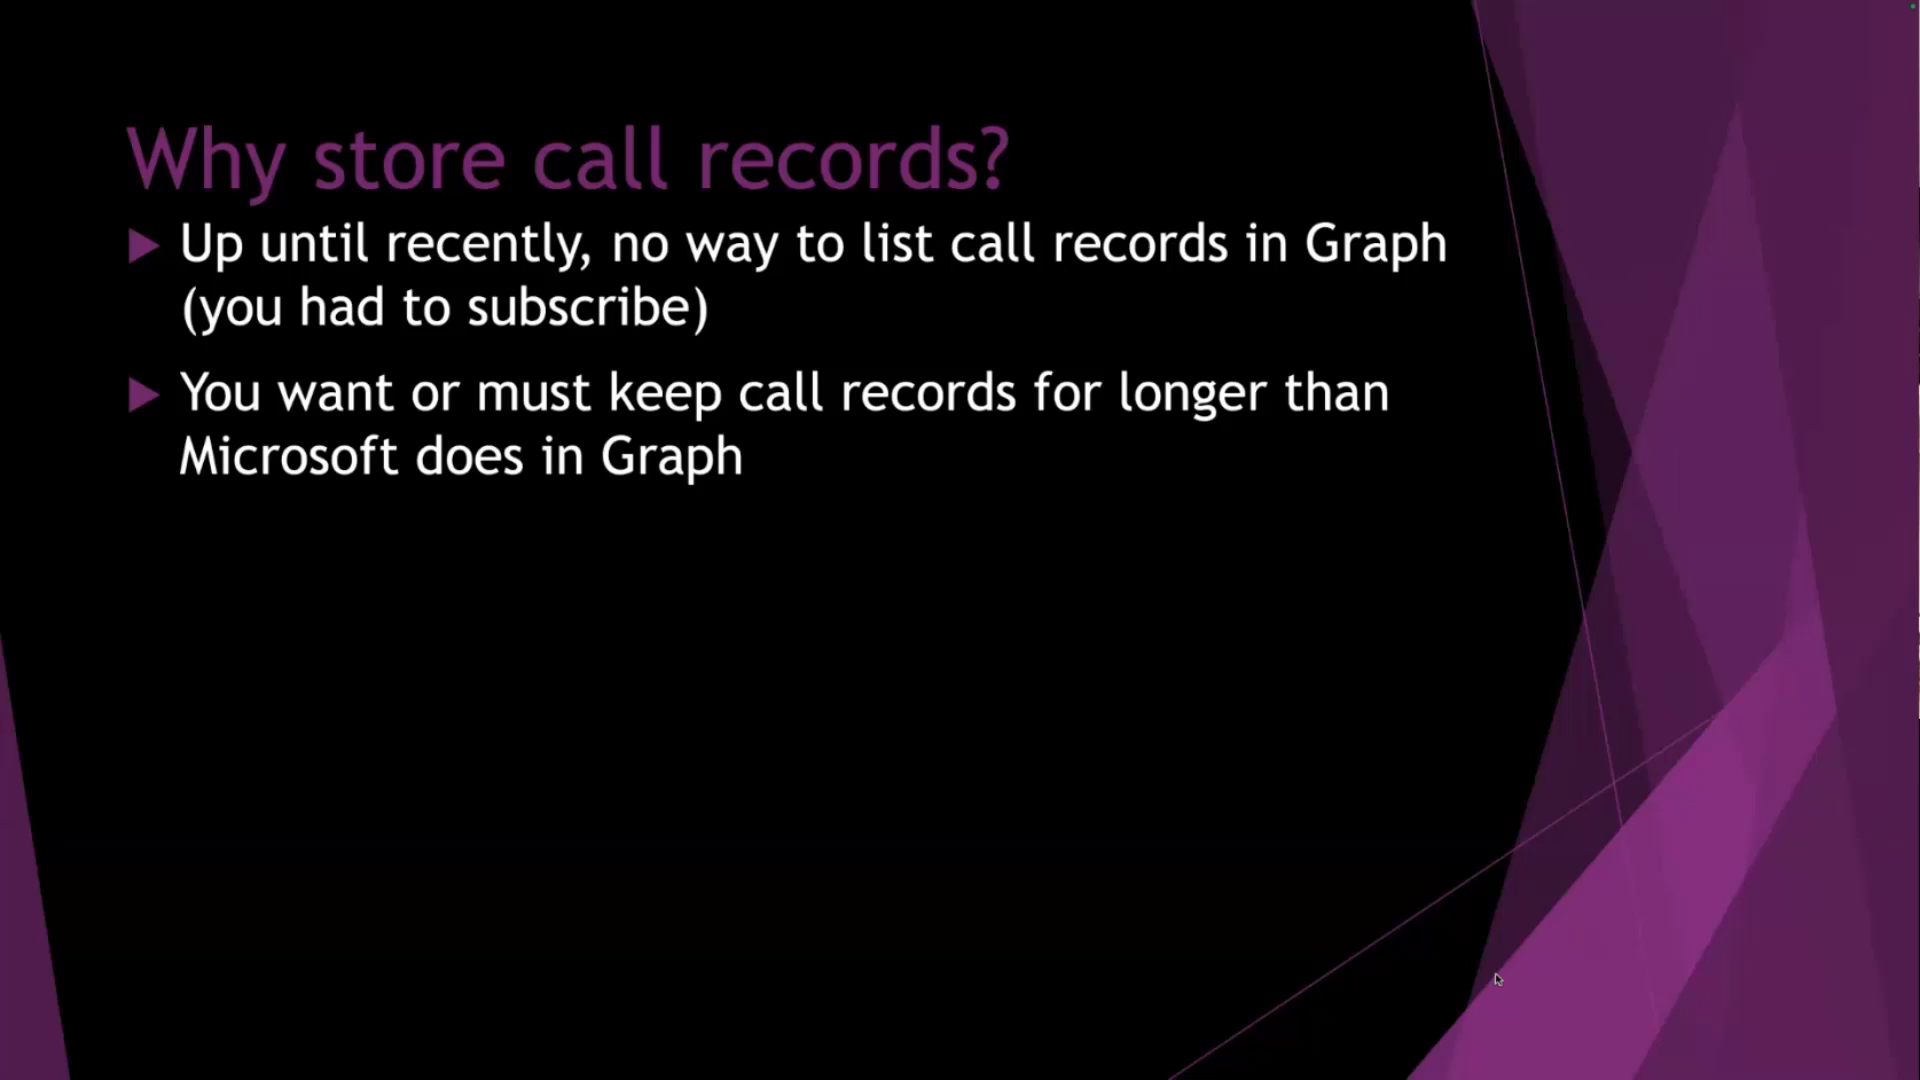 Why store call records?
Up until recently, no way to list call records in Graph
(you had to subscribe)
You want or must keep call records for longer than
Microsoft does in Graph